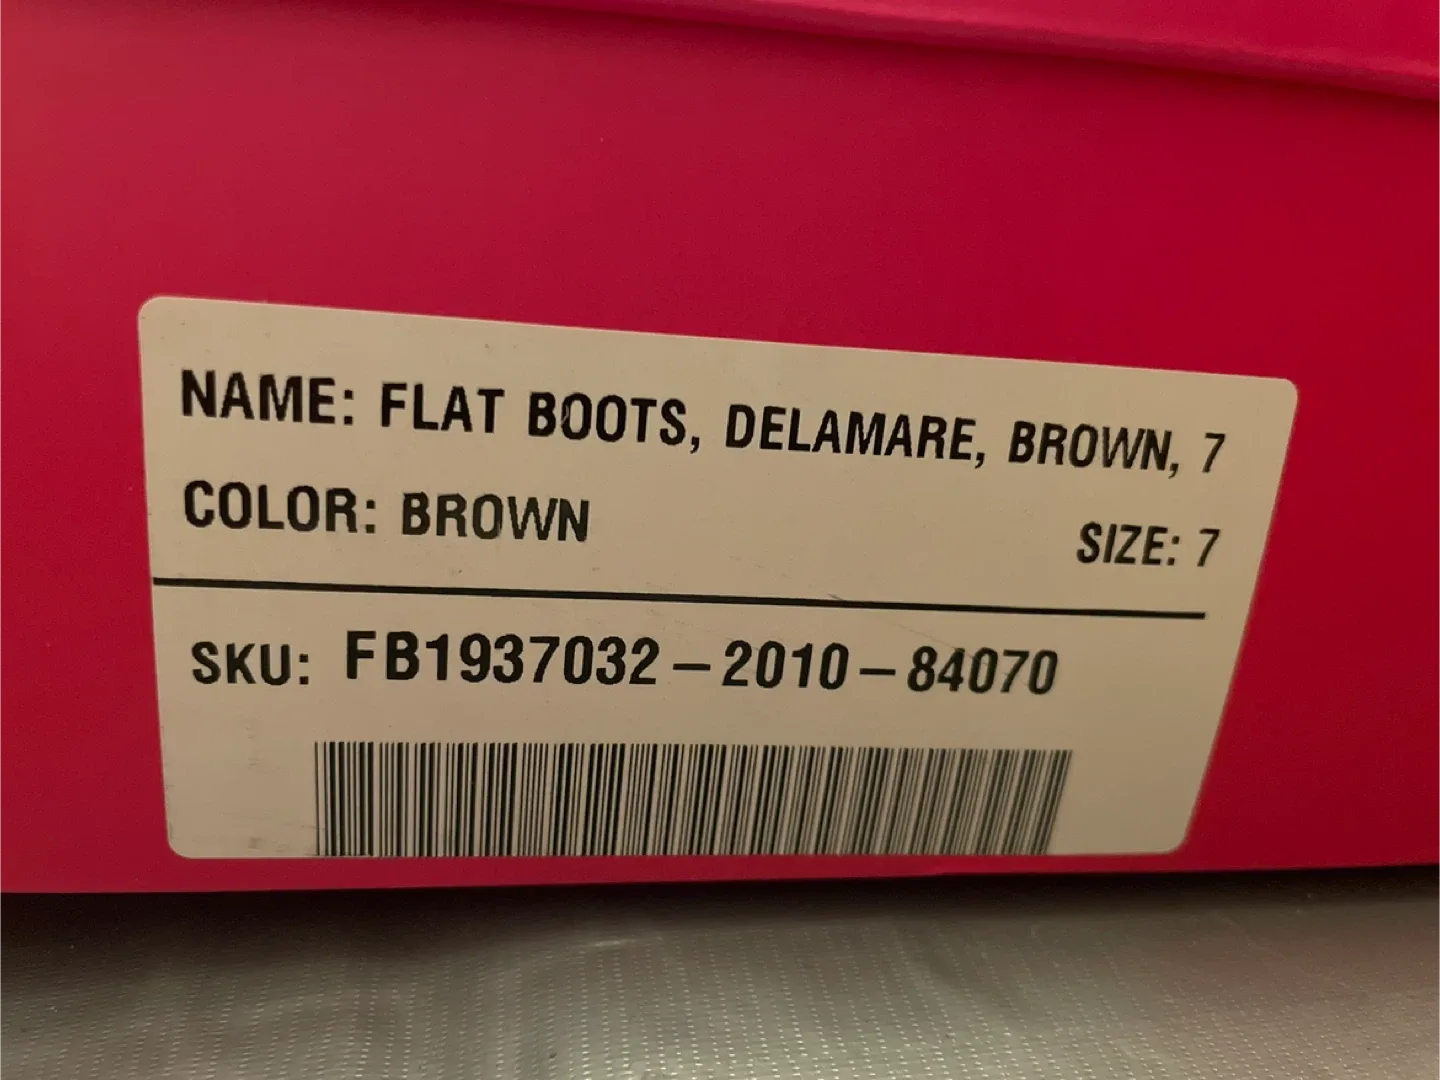 NAME: FLAT BOOTS, DELAMARE, BROWN, 7
COLOR: BROWN SIZE: 7
SKU: FB1937032-2010-84070